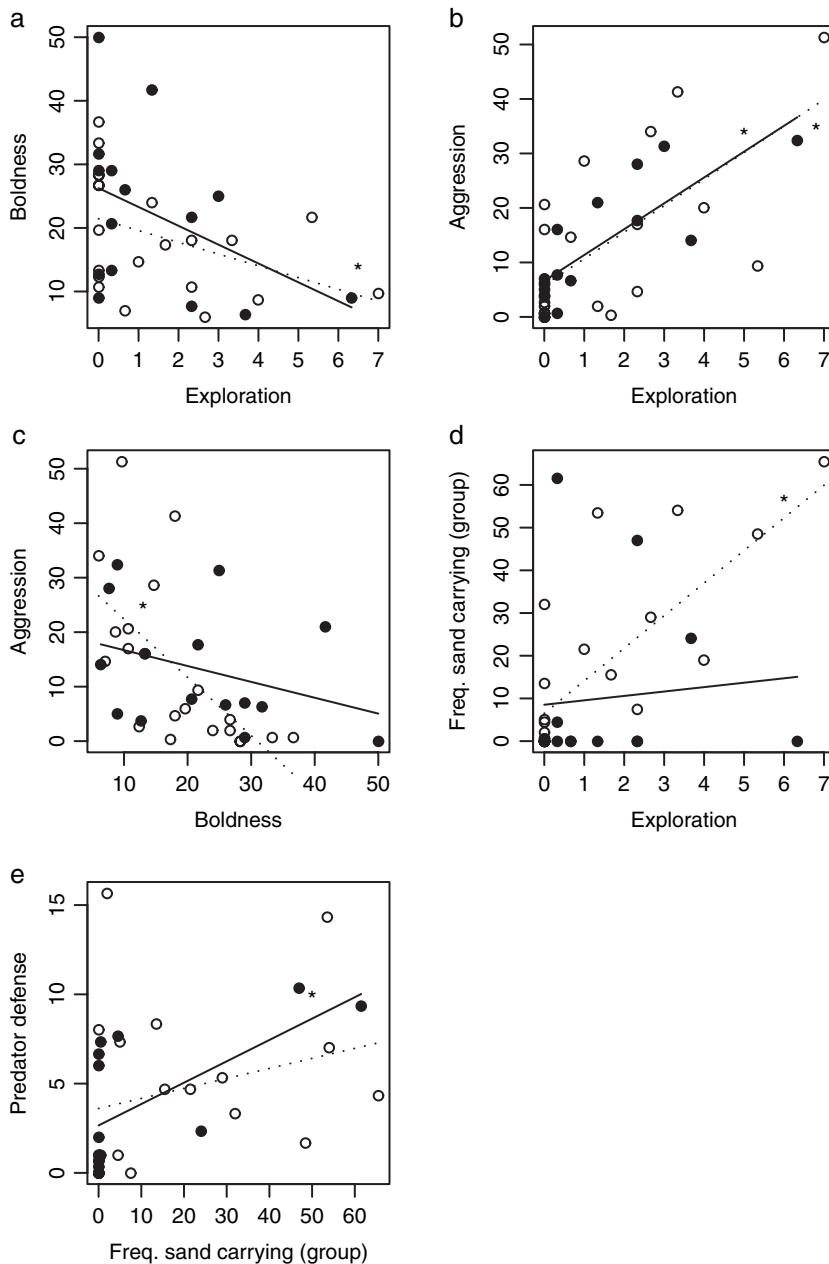 a
50
40
30
20
10
Boldness
*
0 1 2 3 4 5 6 7
Exploration
b
50
40
30
20
10
0
Aggression
* *
0 1 2 3 4 5 6 7
Exploration
c
50
40
30
20
10
0
Aggression
*
10 20 30 40 50
Boldness
d
60
50
40
30
20
10
0
Freq. sand carrying (group)
*
0 1 2 3 4 5 6 7
Exploration
e
15
10
5
0
Predator defense
*
0 10 20 30 40 50 60
Freq. sand carrying (group)